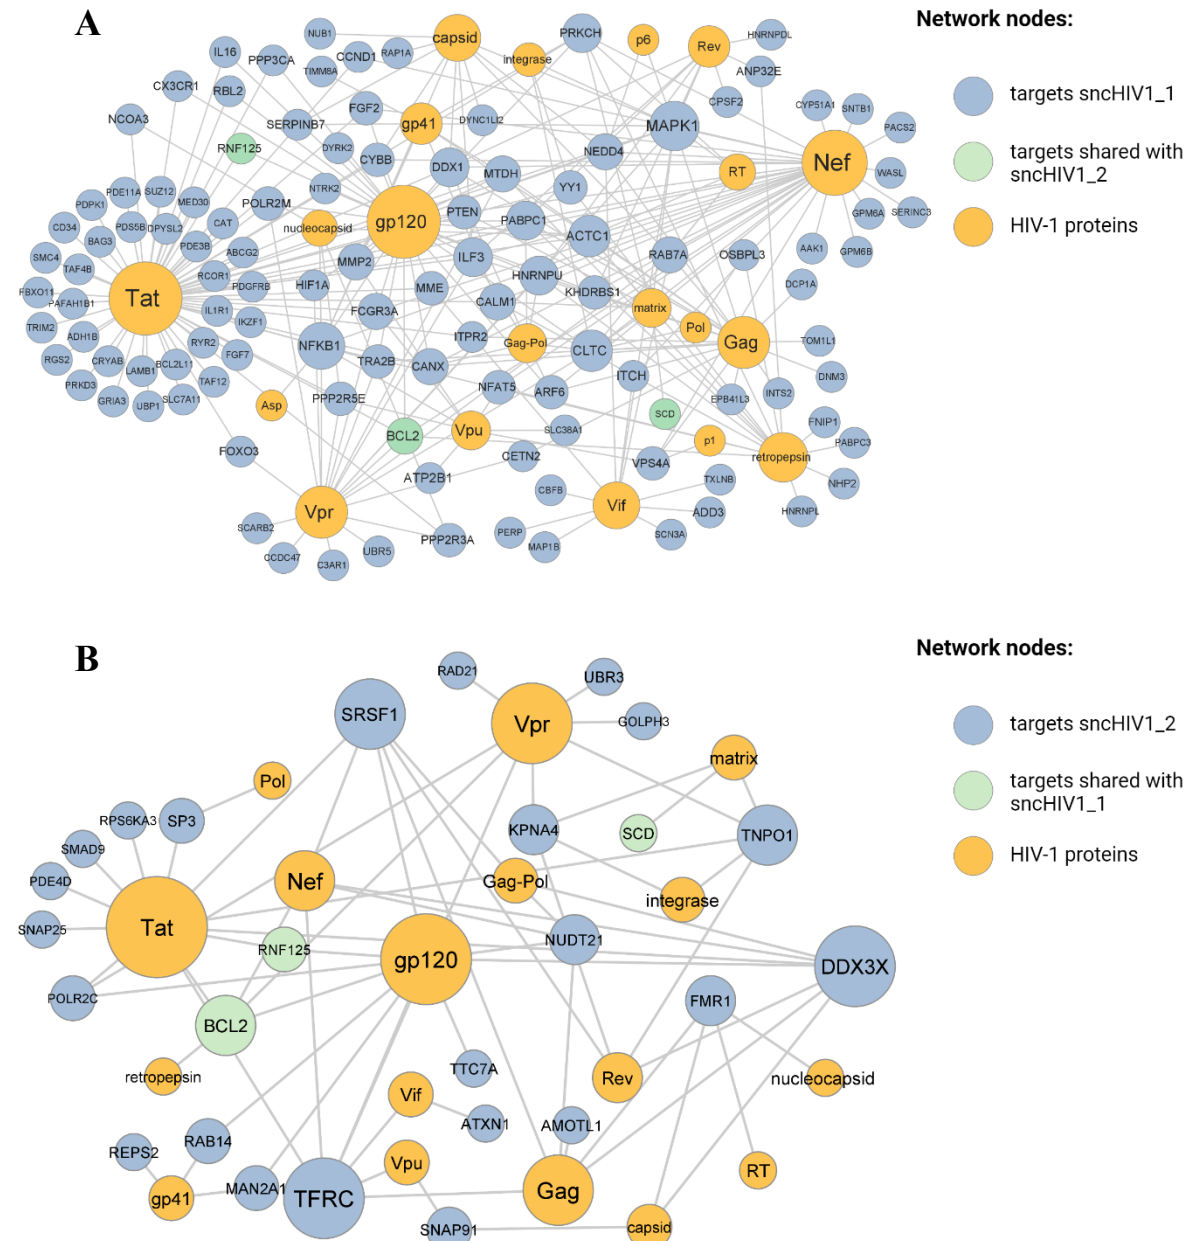 A
Network nodes:
targets sncHIV1_1
targets shared with
sncHIV1_2
HIV-1 proteins
NUB1
capsid
PRKCH
p6
Rev
HNRNPDL
IL16
PPP3CA
CCND1
RAP1A
integrase
TIMM8A
ANP32E
CX3CR1
RBL2
FGF2
CPSF2
CYP51A1
SNTB1
NCOA3
SERPINB7
gp41
DYNC1LI2
MAPK1
PACS2
RNF125
DYRK2
CYBB
DDX1
MTDH
NEDD4
RT
Nef
WASL
PDE11A
SUZ12
MED30
NTRK2
YY1
PDPK1
POLR2M
PTEN
PABPC1
GPM6A
SERINC3
CD34
PDS5B
DPYSL2
CAT
nucleocapsid
gp120
ACTC1
BAG3
PDE3B
ABCG2
MMP2
ILF3
RAB7A
OSBPL3
AAK1
GPM6B
SMC4
TAF4B
RCOR1
PDGFRB
HIF1A
MME
HNRNPU
KHDRBS1
DCP1A
FBXO11
PAFAH1B1
Tat
IL1R1
IKZF1
FCGR3A
CALM1
matrix
Pol
TRIM2
ADH1B
RYR2
FGF7
NFKB1
ITPR2
Gag-Pol
CLTC
Gag
TOM1L1
RGS2
CRYAB
LAMB1
BCL2L11
TAF12
TRA2B
CANX
NFAT5
ITCH
DNM3
PRKD3
GRIA3
UBP1
SLC7A11
Asp
PPP2R5E
ARF6
EPB41L3
INTS2
BCL2
Vpu
SLC38A1
SCD
FNIP1
FOXO3
p1
PABPC3
ATP2B1
CETN2
VPS4A
retropepsin
CBFB
TXLNB
NHP2
Vpr
Vif
ADD3
HNRNPL
SCARB2
PERP
SCN3A
CCDC47
C3AR1
UBR5
PPP2R3A
MAP1B
B
Network nodes:
targets sncHIV1_2
targets shared with
sncHIV1_1
HIV-1 proteins
RAD21
UBR3
SRSF1
Vpr
GOLPH3
matrix
Pol
RPS6KA3
SP3
KPNA4
SCD
TNPO1
SMAD9
PDE4D
Nef
Gag-Pol
integrase
SNAP25
Tat
RNF125
gp120
NUDT21
DDX3X
POLR2C
FMR1
BCL2
retropepsin
TTC7A
Rev
nucleocapsid
Vif
ATXN1
AMOTL1
REPS2
RAB14
Vpu
RT
gp41
MAN2A1
TFRC
Gag
SNAP91
capsid